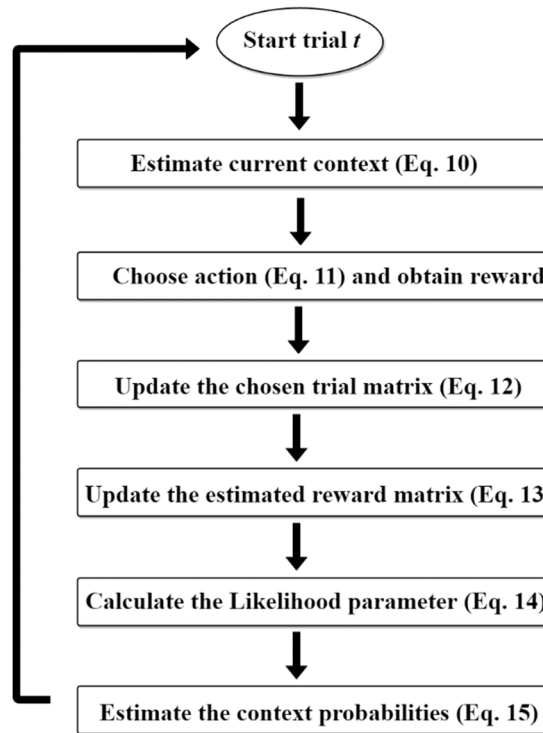 Start trial t
Estimate current context (Eq. 10)
Choose action (Eq. 11) and obtain reward
Update the chosen trial matrix (Eq. 12)
Update the estimated reward matrix (Eq. 13
Calculate the Likelihood parameter (Eq. 14)
Estimate the context probabilities (Eq. 15)